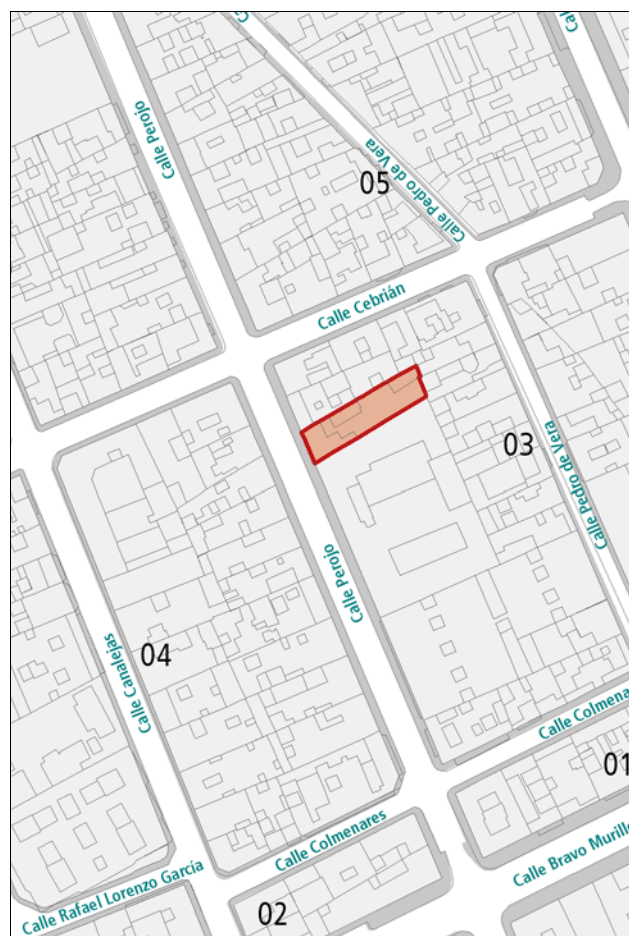 Calle Perojo
Calle Pedro de Vera
05
Calle Cebrián
03
Calle Pedro de Vera
Calle Perojo
04
Calle Canalejas
Calle Colmena
01
Calle Colmenares
Calle Bravo Murillo
Calle Rafael Lorenzo García
02